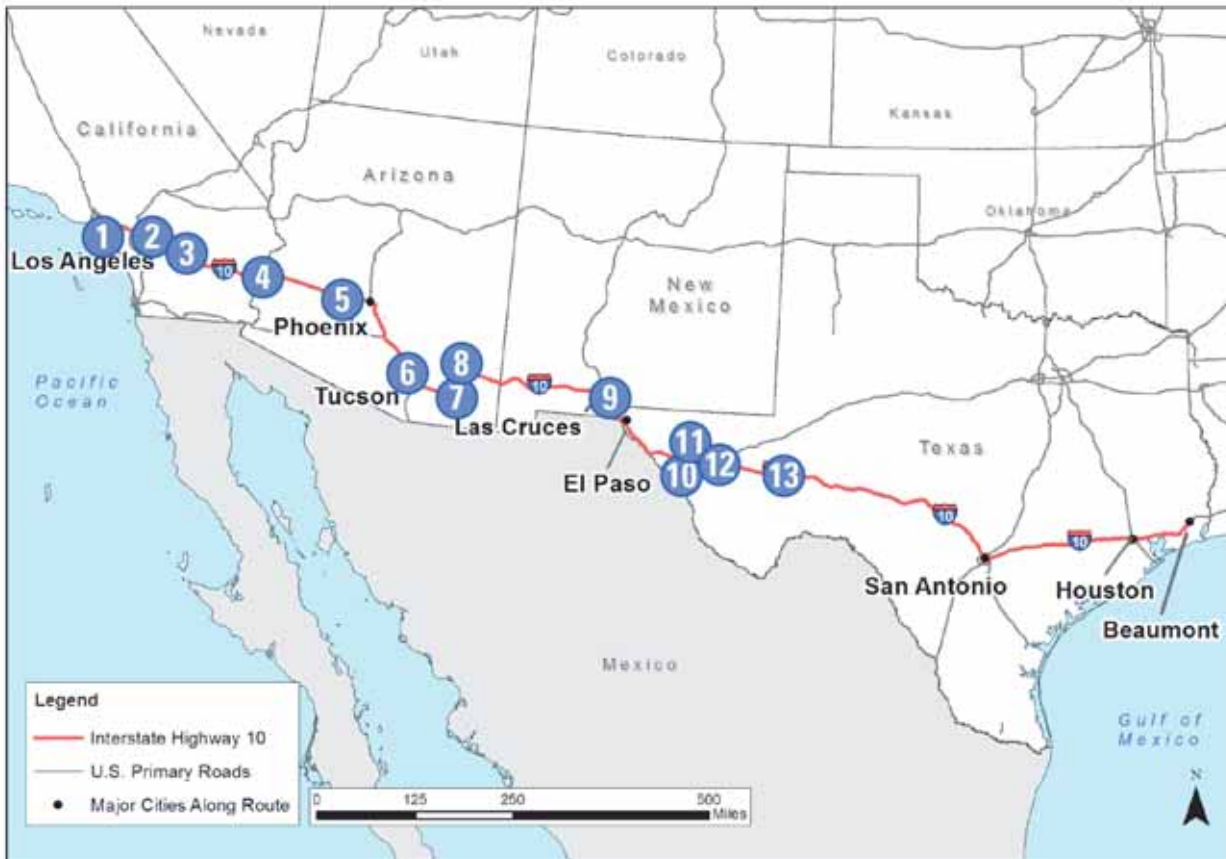 Nevada
Utah
Colorado
Kansas
California
Arizona
Oklahoma
1
2
3
Los Angeles
10
4
New
Mexico
5
Phoenix
Pacific
Ocean
6
8
7
10
Tucson
9
Las Cruces
Texas
11
12
10
13
El Paso
10
10
San Antonio
Houston
Beaumont
Mexico
Gulf of
Mexico
Legend
Interstate Highway 10
U.S. Primary Roads
Major Cities Along Route
0 125 250 500
Miles
N